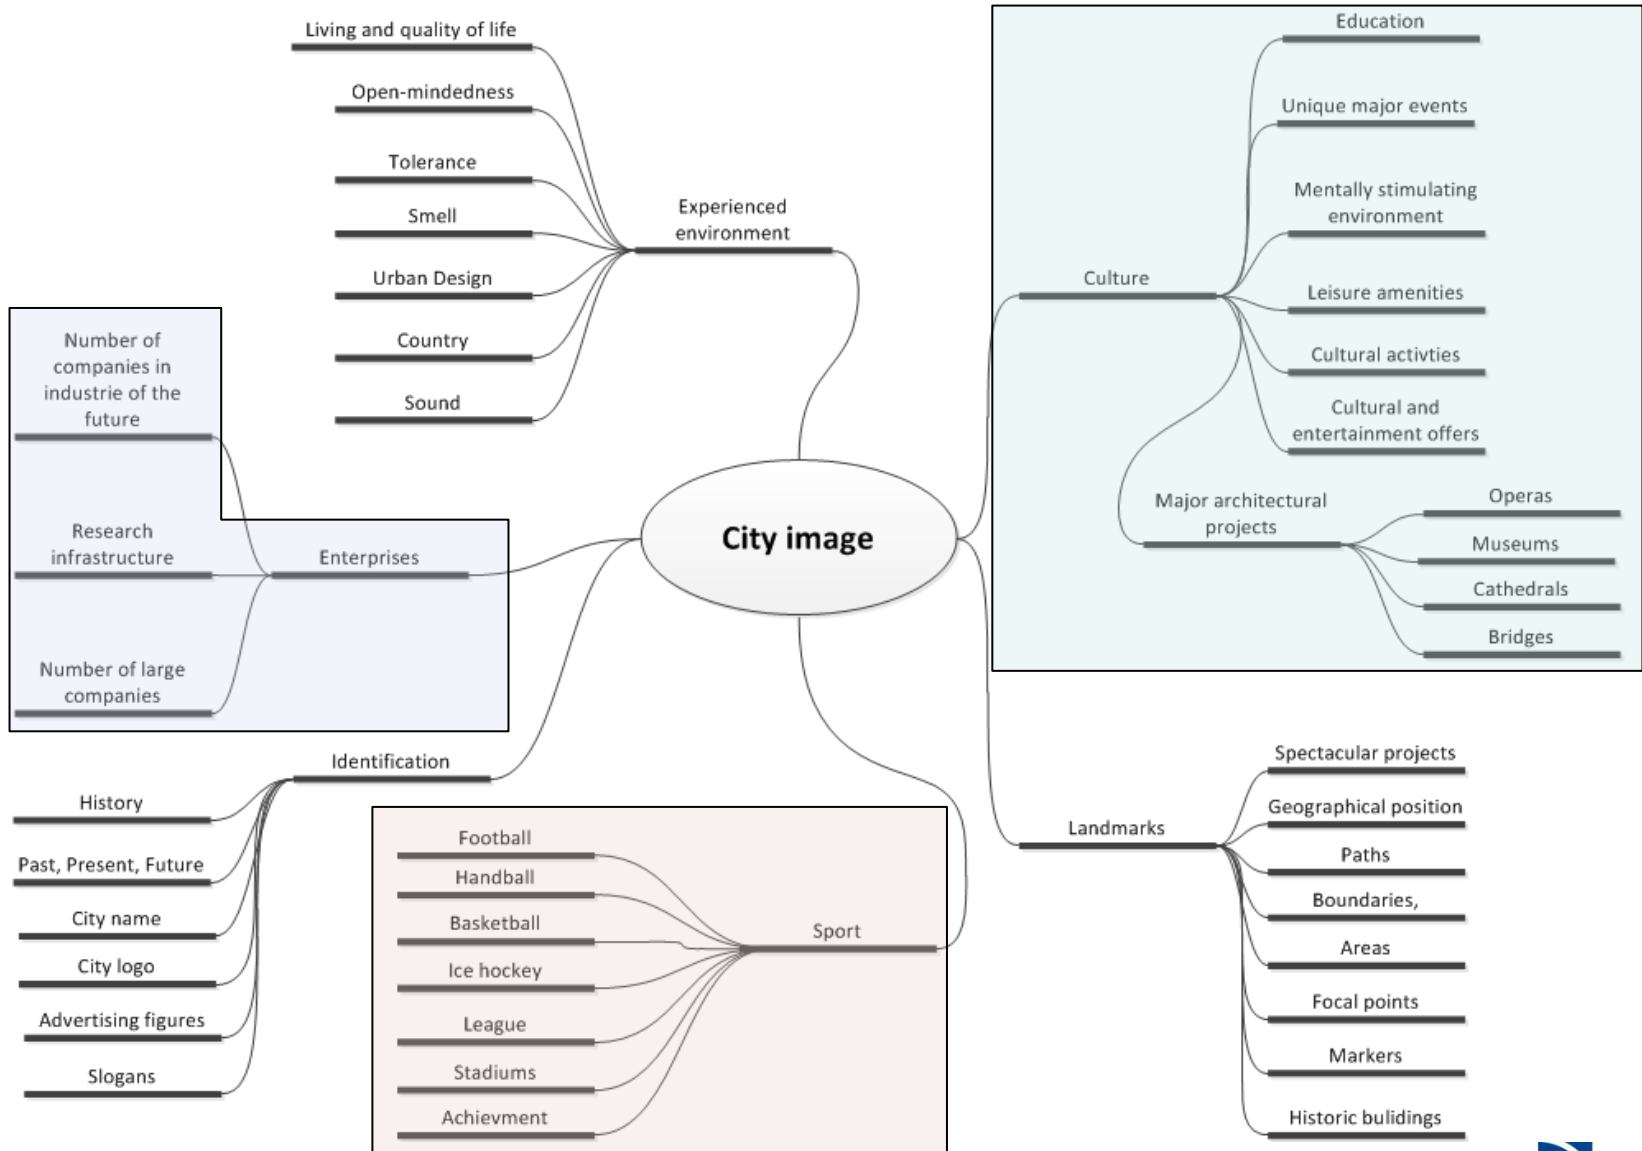 Living and quality of life
Open-mindedness
Tolerance
Smell
Urban Design
Country
Sound
Experienced
environment
Number of
companies in
industrie of the
future
Research
infrastructure
Number of large
companies
Enterprises
City image
Identification
History
Past, Present, Future
City name
City logo
Advertising figures
Slogans
Football
Handball
Basketball
Ice hockey
League
Stadiums
Achievment
Sport
Culture
Education
Unique major events
Mentally stimulating
environment
Leisure amenities
Cultural activties
Cultural and
entertainment offers
Major architectural
projects
Operas
Museums
Cathedrals
Bridges
Landmarks
Spectacular projects
Geographical position
Paths
Boundaries,
Areas
Focal points
Markers
Historic bulidings